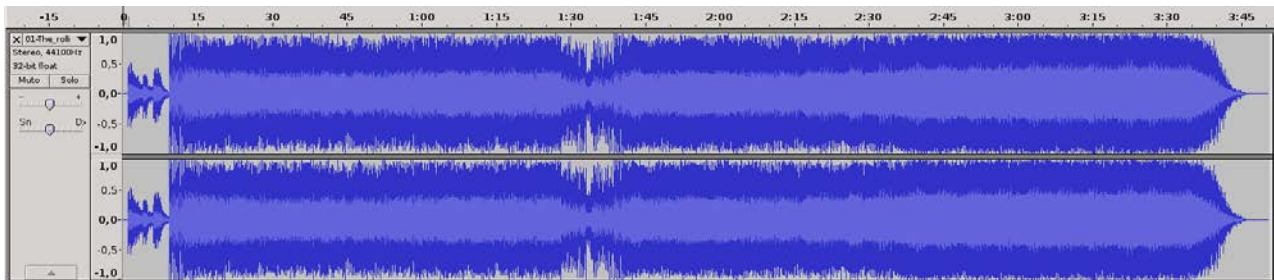 -15 0 15 30 45 1:00 1:15 1:30 1:45 2:00 2:15 2:30 2:45 3:00 3:15 3:30 3:45
X 01-The_rolli
Stereo, 44100Hz
32-bit float
Mute Solo
- +
1,0
0,5-
0,0-
-0,5-
-1,0
1,0
0,5-
0,0-
-0,5-
-1,0